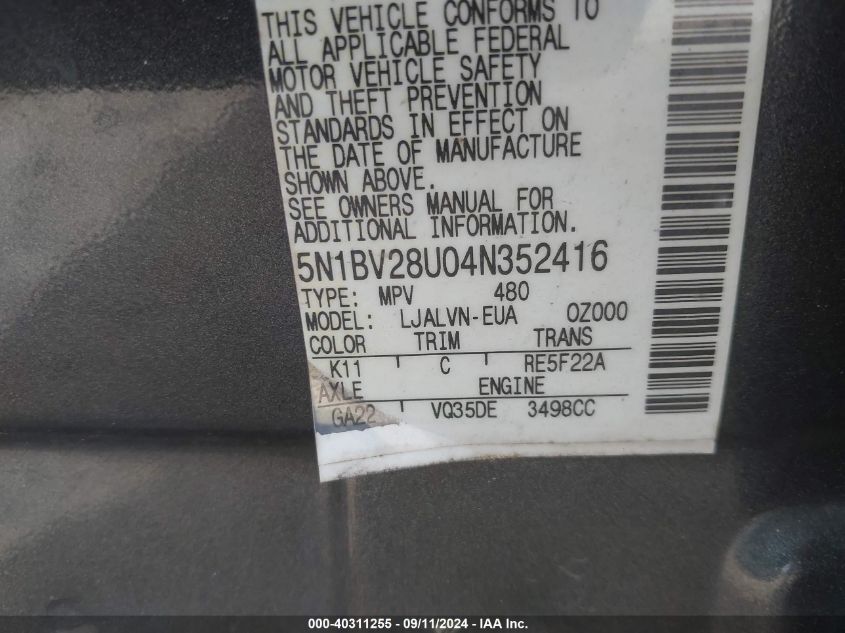 THIS VEHICLE CONFORMS TO
ALL APPLICABLE FEDERAL
MOTOR VEHICLE SAFETY
AND THEFT PREVENTION
STANDARDS IN EFFECT ON
THE DATE OF MANUFACTURE
SHOWN ABOVE.
SEE OWNERS MANUAL FOR
ADDITIONAL INFORMATION.
5N1BV28U04N352416
TYPE: MPV 480
MODEL: LJALVN-EUA 0Z000
COLOR TRIM TRANS
K11 C RE5F22A
AXLE ENGINE
GA22 VQ35DE 3498CC
000-40311255 - 09/11/2024 - IAA Inc.